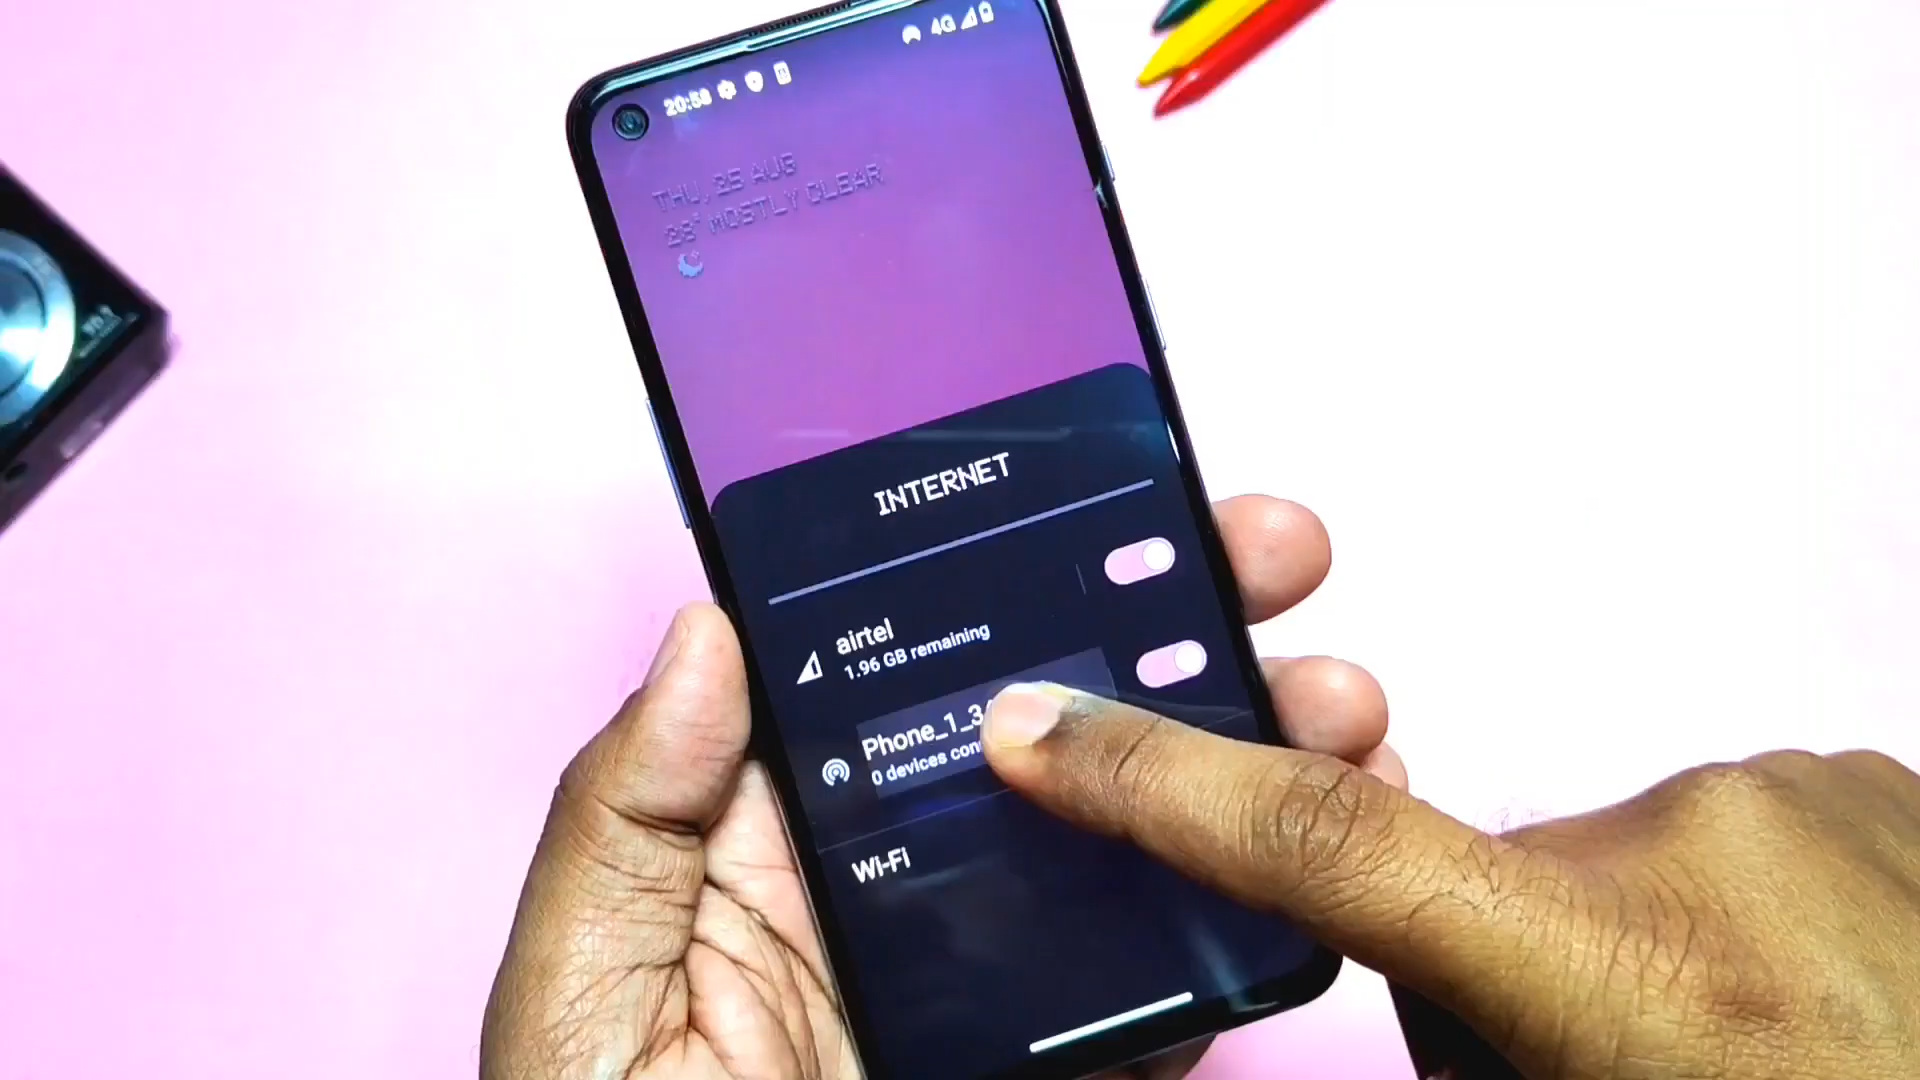 20:58
4G
THU, 25 AUG
28° MOSTLY CLEAR
INTERNET
airtel
1.96 GB remaining
Phone_1_3
0 devices con
Wi-Fi